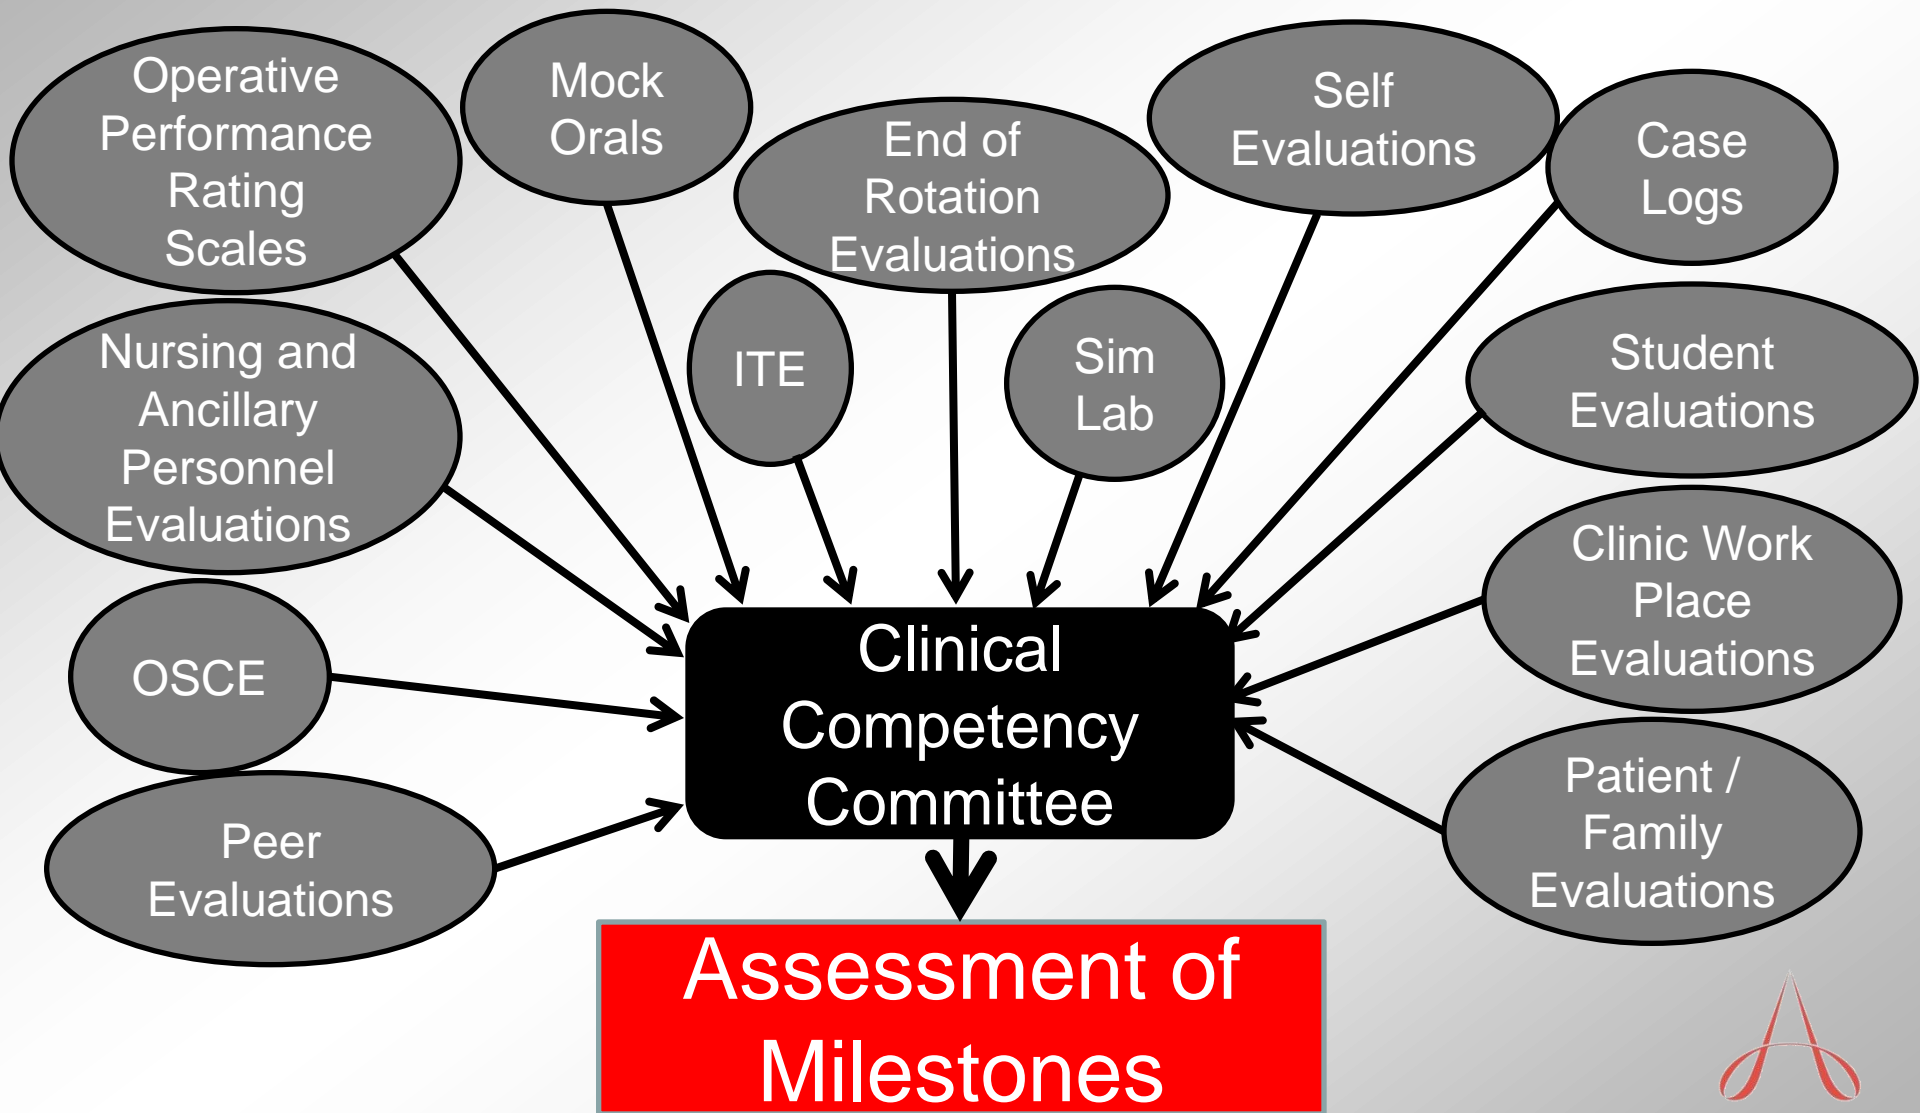 Operative
Performance
Rating
Scales
Mock
Orals
End of
Rotation
Evaluations
Self
Evaluations
Case
Logs
Nursing and
Ancillary
Personnel
Evaluations
ITE
Sim
Lab
Student
Evaluations
OSCE
Clinic Work
Place
Evaluations
Peer
Evaluations
Patient /
Family
Evaluations
Clinical
Competency
Committee
Assessment of
Milestones